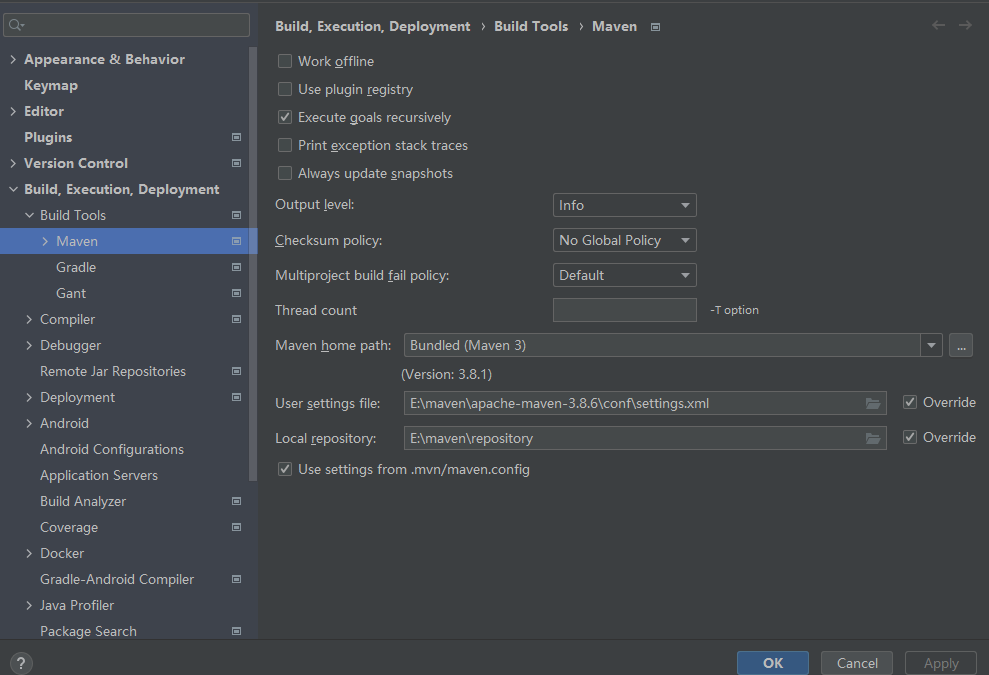 Appearance & Behavior
Keymap
Editor
Plugins
Version Control
Build, Execution, Deployment
Build Tools
Maven
Gradle
Gant
Compiler
Debugger
Remote Jar Repositories
Deployment
Android
Android Configurations
Application Servers
Build Analyzer
Coverage
Docker
Gradle-Android Compiler
Java Profiler
Package Search
?
Build, Execution, Deployment › Build Tools › Maven
Work offline
Use plugin registry
Execute goals recursively
Print exception stack traces
Always update snapshots
Output level: Info
Checksum policy: No Global Policy
Multiproject build fail policy: Default
Thread count -T option
Maven home path: Bundled (Maven 3) ...
(Version: 3.8.1)
User settings file: E:\maven\apache-maven-3.8.6\conf\settings.xml Override
Local repository: E:\maven\repository Override
Use settings from .mvn/maven.config
OK Cancel Apply